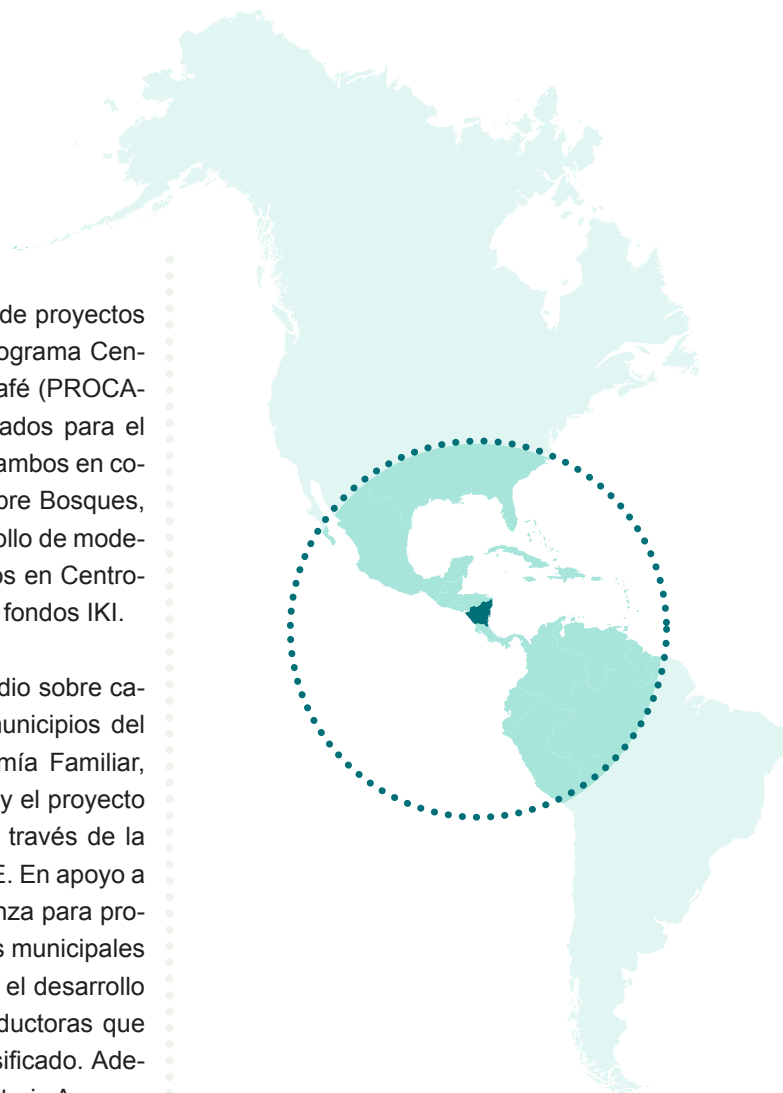 de proyectos
ograma Cen-
afé (PROCA-
ados para el
ambos en co-
bre Bosques,
ollo de mode-
os en Centro-
fondos IKI.
dio sobre ca-
nunicipios del
mía Familiar,
y el proyecto
través de la
E. En apoyo a
nza para pro-
s municipales
el desarrollo
ductoras que
sificado. Ade-